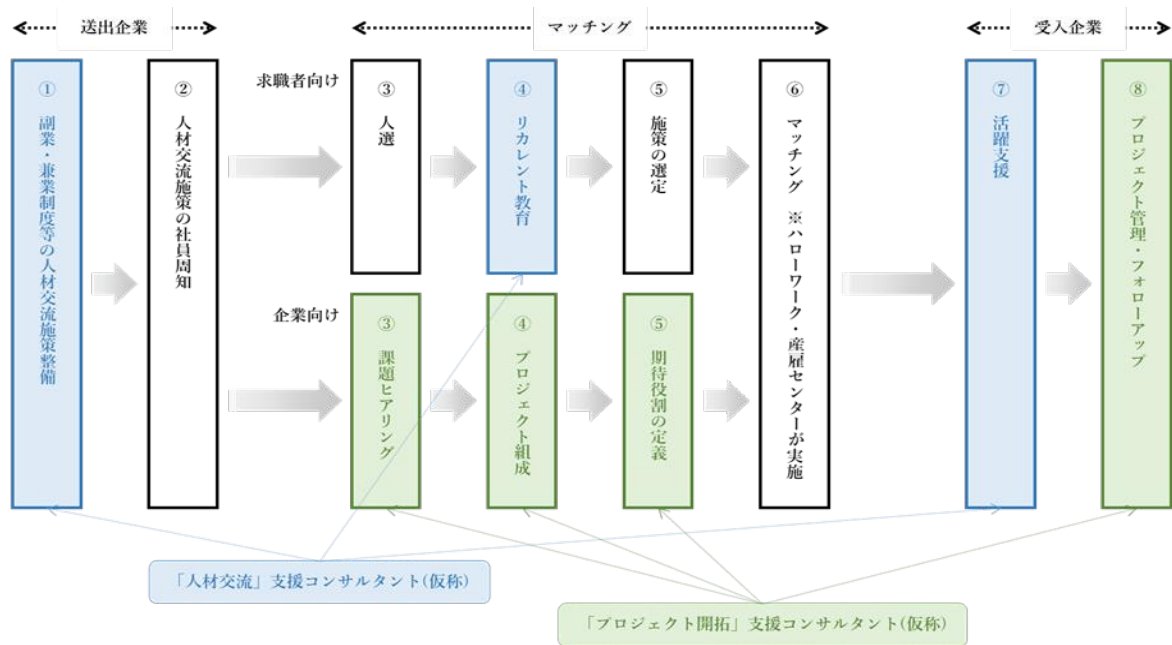 送出企業
マッチング
受入企業
① 副業・兼業制度等の人材交流施策整備
② 人材交流施策の社員周知
求職者向け
③ 人選
④ リカレント教育
⑤ 施策の選定
企業向け
③ 課題ヒアリング
④ プロジェクト組成
⑤ 期待役割の定義
⑥ マッチング ※ハローワーク・産雇センターが実施
⑦ 活躍支援
⑧ プロジェクト管理・フォローアップ
「人材交流」支援コンサルタント(仮称)
「プロジェクト開拓」支援コンサルタント(仮称)